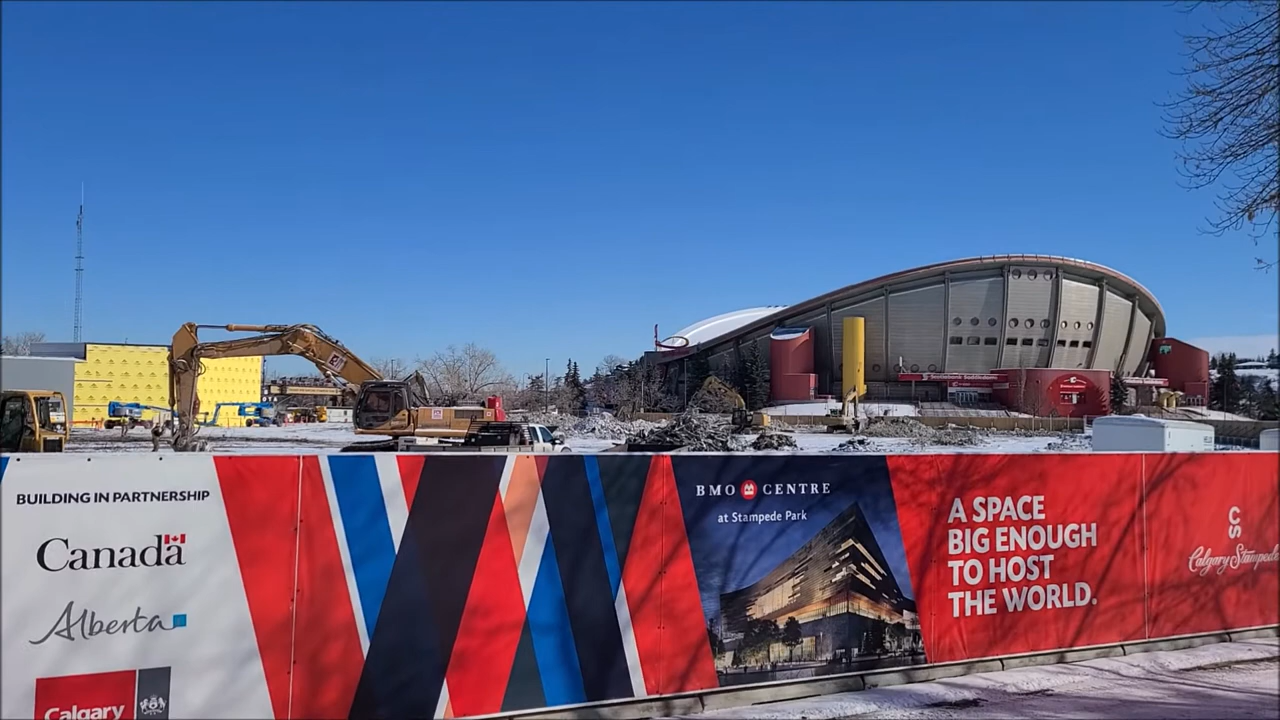 BUILDING IN PARTNERSHIP
Canada
Alberta
Calgary
BMO CENTRE
at Stampede Park
A SPACE
BIG ENOUGH
TO HOST
THE WORLD.
CS
Calgary Stampede